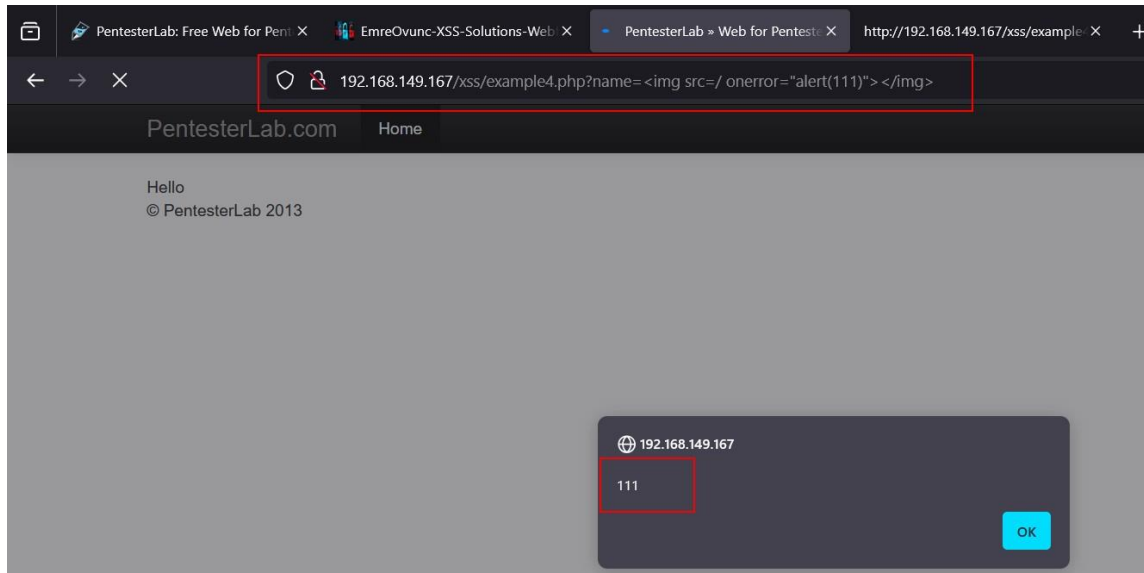 PentesterLab: Free Web for Pent
EmreOvunc-XSS-Solutions-Web
PentesterLab » Web for Penteste
http://192.168.149.167/xss/example
192.168.149.167/xss/example4.php?name=<img src=/ onerror="alert(111)"></img>
PentesterLab.com Home
Hello
© PentesterLab 2013
192.168.149.167
111
OK